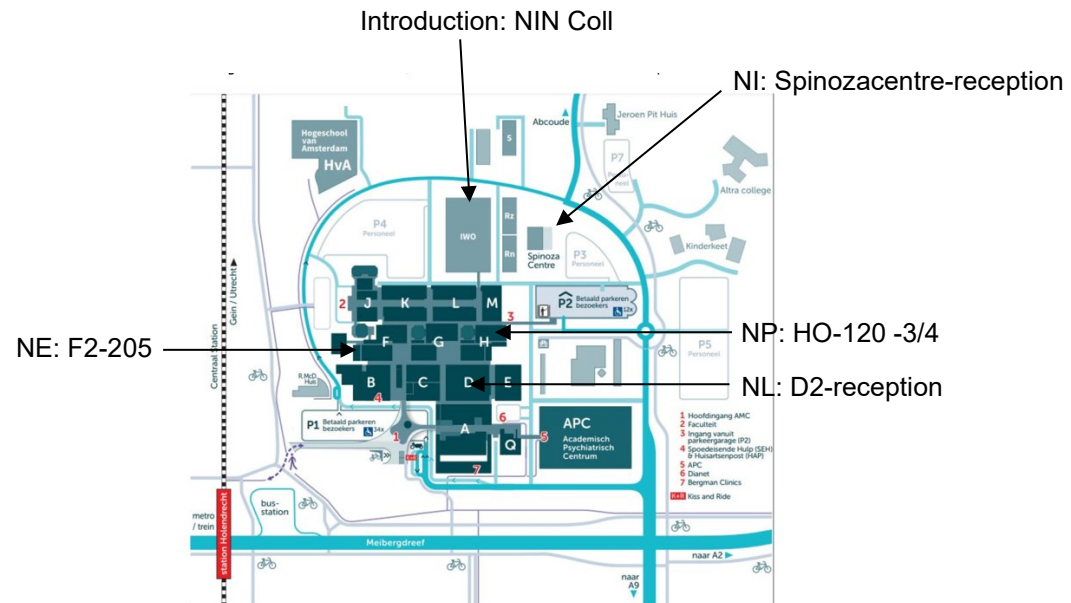 Introduction: NIN Coll
NI: Spinozacentre-reception
Jeroen Pit Huis
Abcoude
Hogeschool
van
Amsterdam
HvA
S
P7
Altra college
P4
Personeel
IWO
Rz
Rn
Spinoza
Centre
P3
Personeel
Kinderkeet
Gein / Utrecht
Centraal Station
2
J
K
L
M
3
P2
Betaald parkeren
bezoekers
12x
NE: F2-205
F
G
H
NP: HO-120 -3/4
P5
Personeel
R McD
Huis
B
C
D
E
NL: D2-reception
4
P1
Betaald parkeren
bezoekers
34x
1
A
6
Q
5
7
APC
Academisch
Psychiatrisch
Centrum
K+R
1 Hoofdingang AMC
2 Faculteit
3 Ingang vanuit
parkeergarage (P2)
4 Spoedeisende Hulp (SEH)
& Huisartsenpost (HAP)
5 APC
6 Dianet
7 Bergman Clinics
K+R Kiss and Ride
bus-
station
metro
/ trein
station Holendrecht
Meibergdreef
naar A2
naar
A9